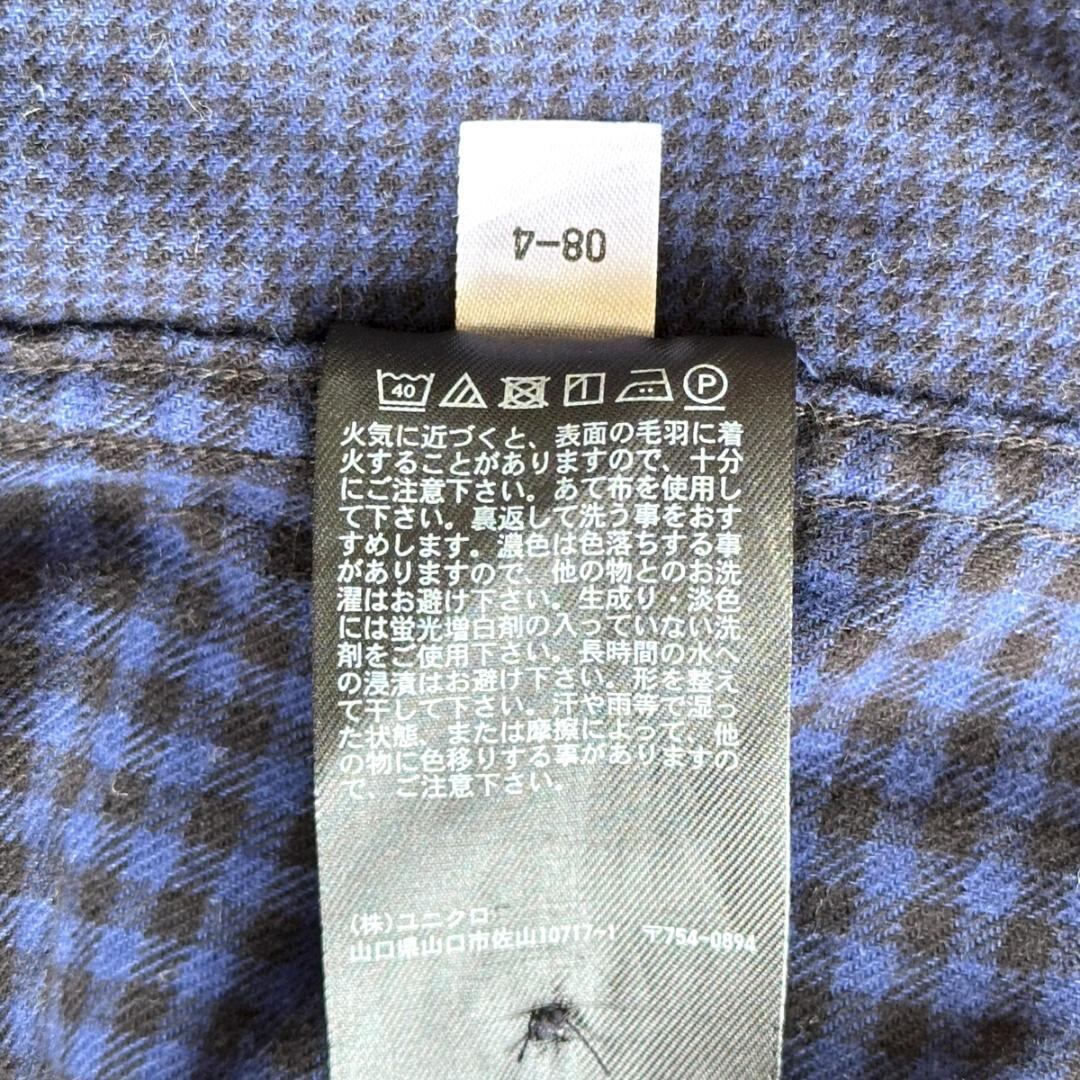 08-4
40 P
火気に近づくと、表面の毛羽に着
火することがありますので、十分
にご注意下さい。あて布を使用し
て下さい。裏返して洗う事をおす
すめします。濃色は色落ちする事
がありますので、他の物とのお洗
濯はお避け下さい。生成り・淡色
には蛍光増白剤の入っていない洗
剤をご使用下さい。長時間の水へ
の浸漬はお避け下さい。形を整え
て干して下さい。汗や雨等で湿っ
た状態、または摩擦によって、他
の物に色移りする事がありますの
で、ご注意下さい。
(株)ユニクロ
山口県山口市佐山10717-1 〒754-0894